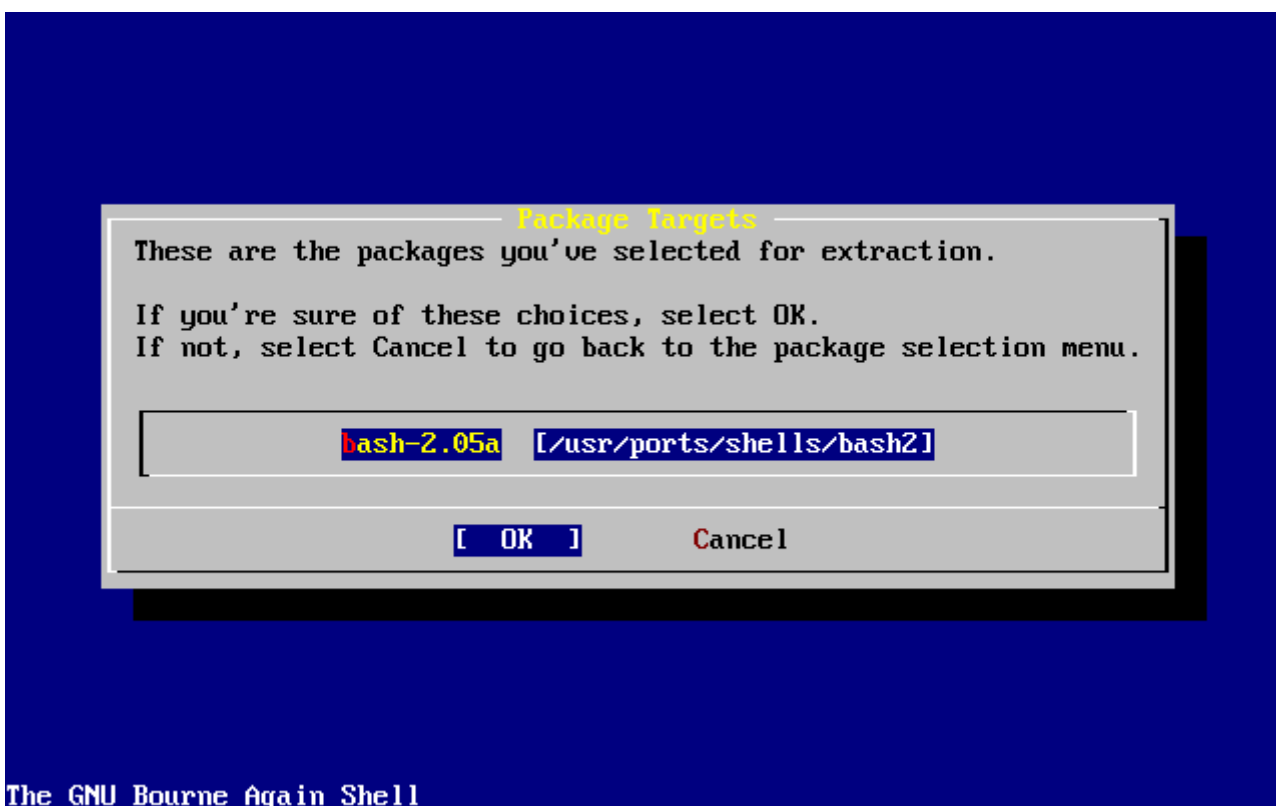 Package Targets
These are the packages you've selected for extraction.
If you're sure of these choices, select OK.
If not, select Cancel to go back to the package selection menu.
bash-2.05a [/usr/ports/shells/bash2]
[ OK ] Cancel
The GNU Bourne Again Shell